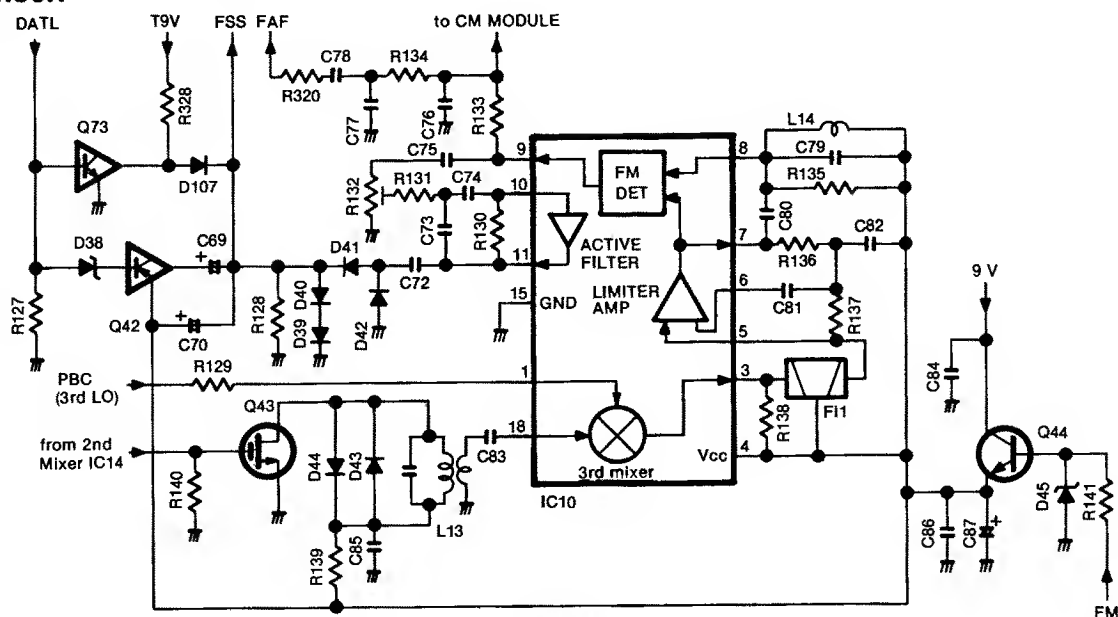 DATL T9V FSS FAF to CM MODULE
C78 R134
R320 C77 C76 R133
R328
Q73
D107
L14
C79
R135
C80
C82
R136
C81
R137
C75
R132 R131 C74
C73 R130
9 8
10
11
7
6
15
5
FM
DET
ACTIVE
FILTER
LIMITER
AMP
GND
D38 C69 D41
C72
R127
Q42
C70
R128 D40
D39
D42
9 V
C84
PBC
(3rd LO)
R129
1 3
FI1
R138
from 2nd
Mixer IC14
Q43
R140
D44 D43
C83
18
4
Vcc
3rd mixer
IC10
L13
R139 C85
Q44
D45 R141
C86 C87
FM